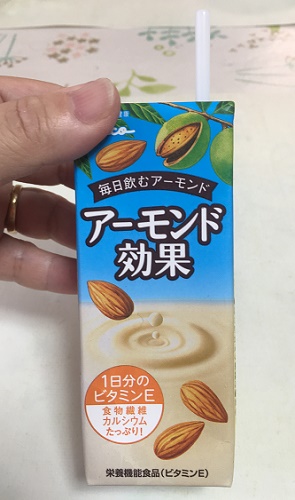 毎日飲むアーモンド
アーモンド
効果
1日分の
ビタミンE
食物繊維
カルシウム
たっぷり!
栄養機能食品(ビタミンE)